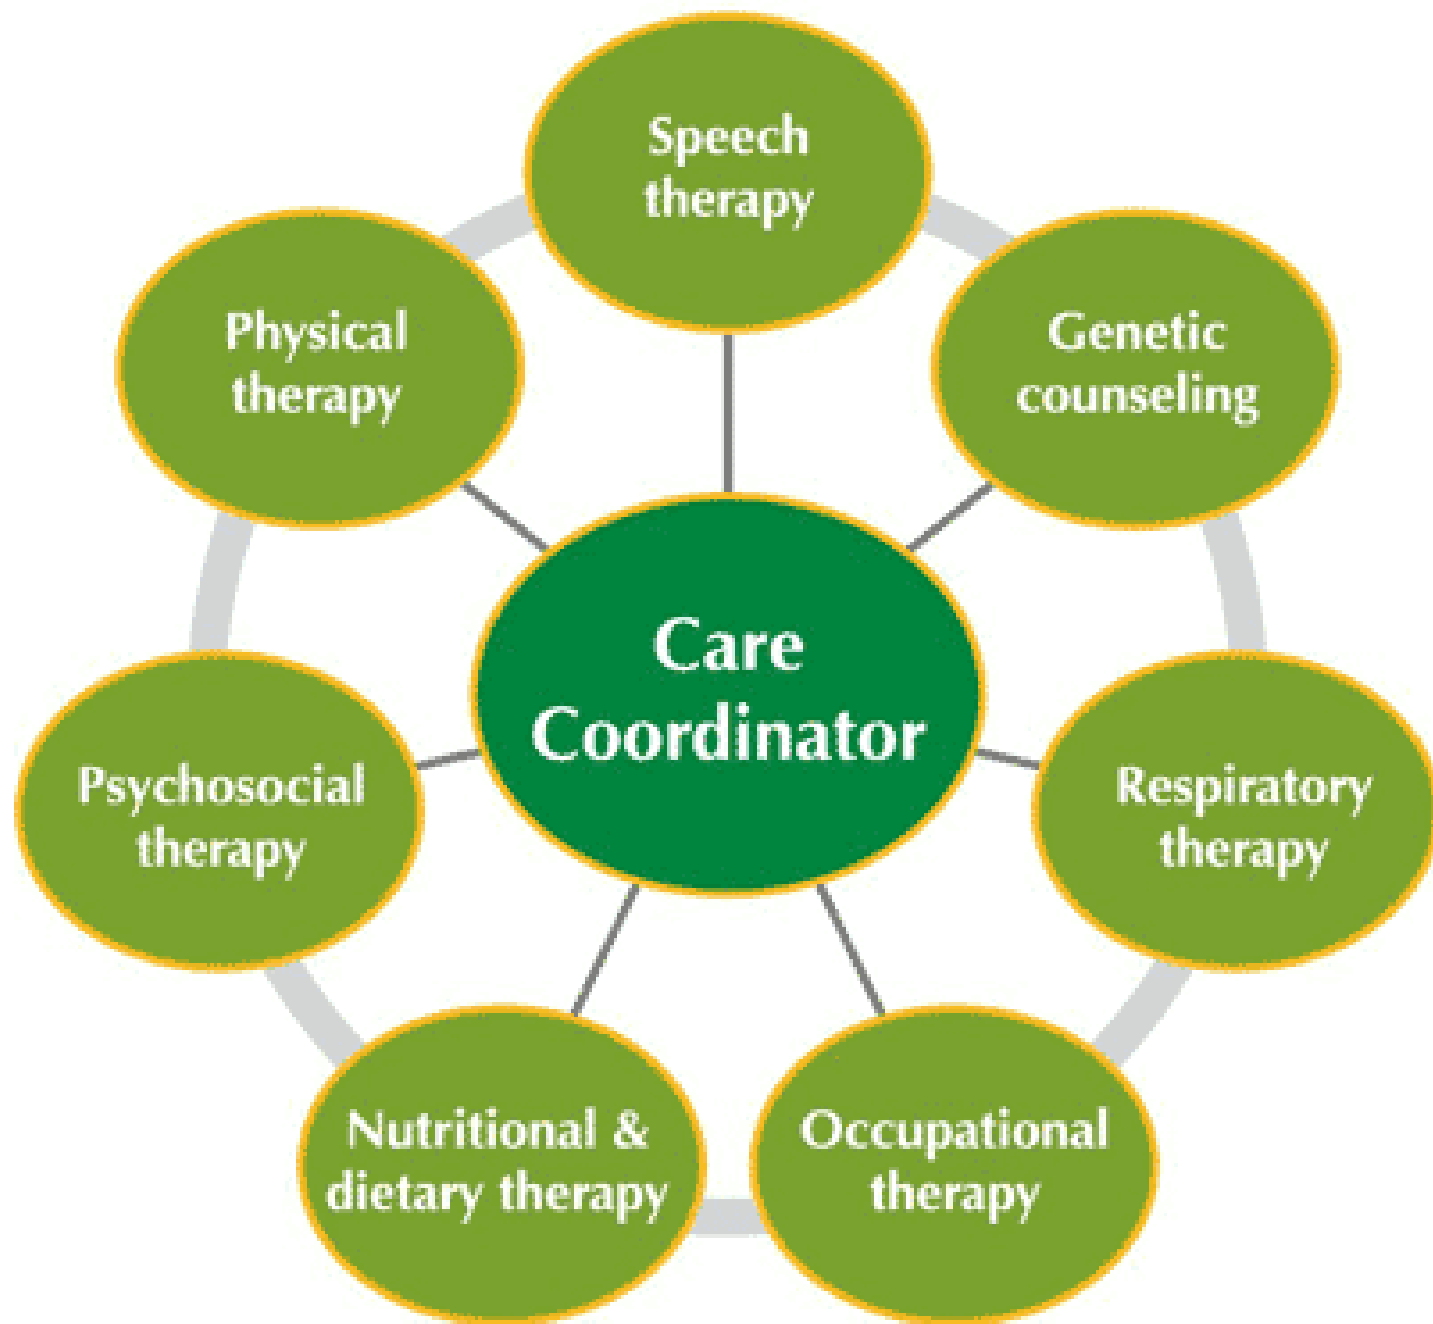 Speech
therapy
Genetic
counseling
Respiratory
therapy
Occupational
therapy
Nutritional &
dietary therapy
Psychosocial
therapy
Physical
therapy
Care
Coordinator